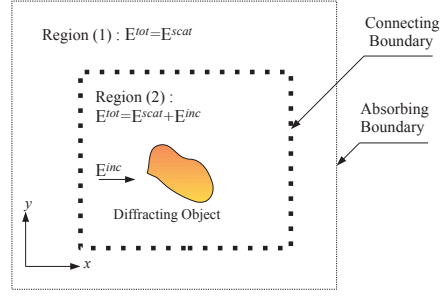 Region (1) : E^tot=E^scat
Connecting
Boundary
Region (2) :
E^tot=E^scat+E^inc
Absorbing
Boundary
E^inc
Diffracting Object
y
x